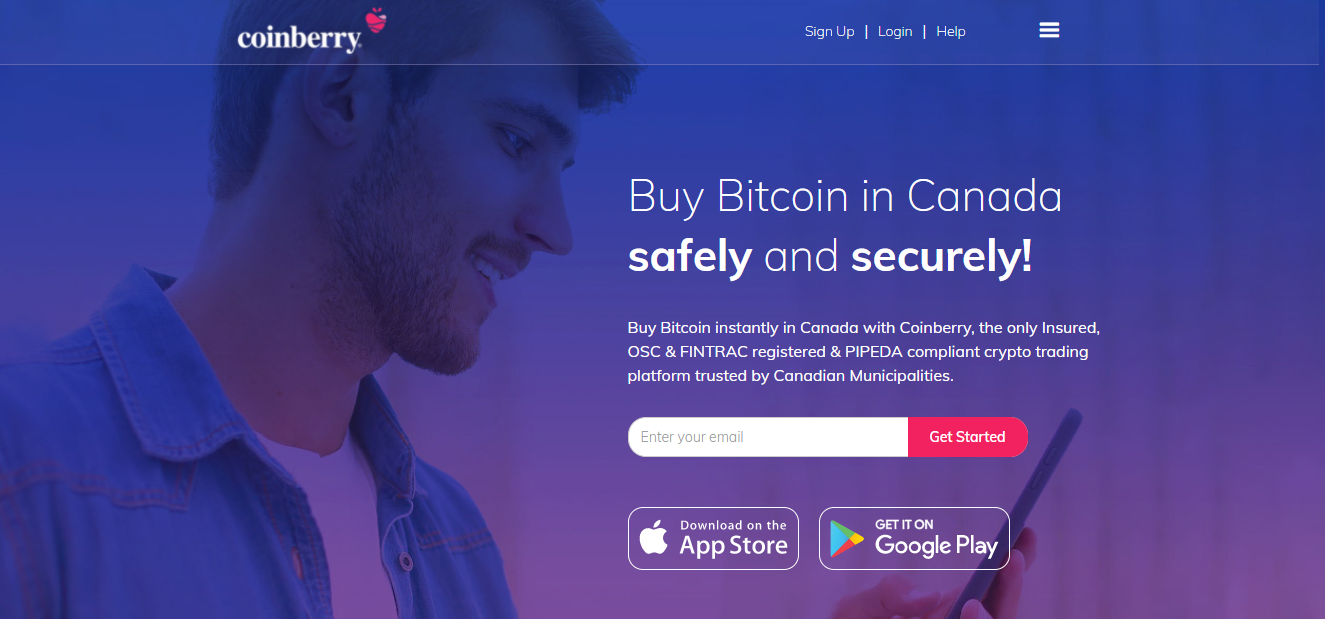 coinberry
Sign Up | Login | Help
Buy Bitcoin in Canada
safely and securely!
Buy Bitcoin instantly in Canada with Coinberry, the only Insured,
OSC & FINTRAC registered & PIPEDA compliant crypto trading
platform trusted by Canadian Municipalities.
Enter your email
Get Started
Download on the
App Store
GET IT ON
Google Play